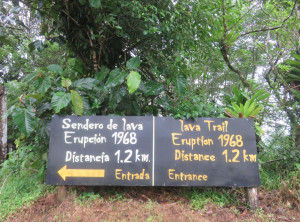 Sendero de lava
Erupción 1968
Distancia 1.2 km.
Entrada
lava Trail
Eruption 1968
Distance 1.2 km.
Entrance